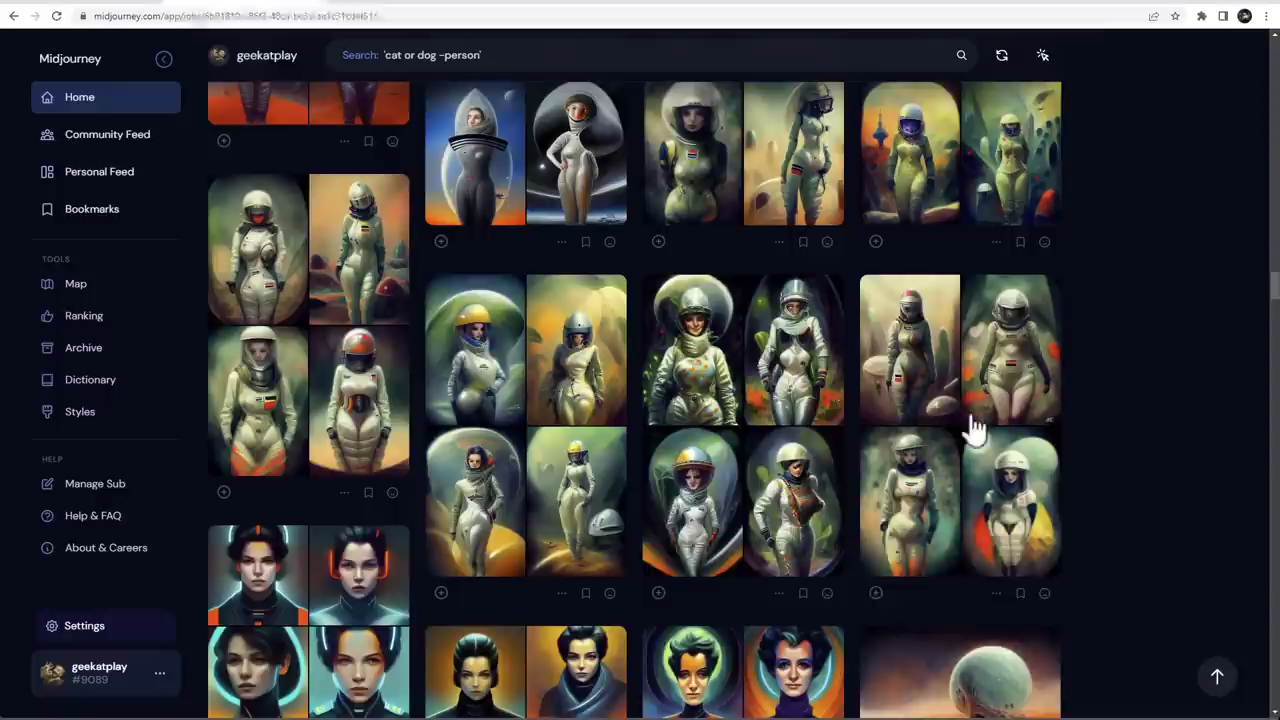 midjourney.com/app/jobs/
Midjourney
geekatplay
Search: 'cat or dog -person'
Home
Community Feed
Personal Feed
Bookmarks
TOOLS
Map
Ranking
Archive
Dictionary
Styles
HELP
Manage Sub
Help & FAQ
About & Careers
Settings
geekatplay
#9089